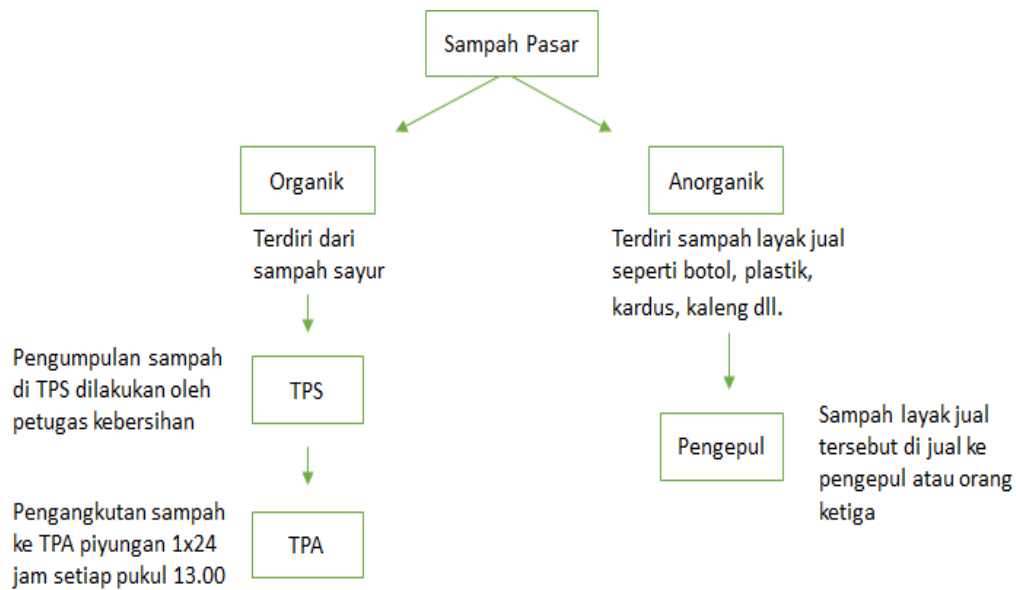 Sampah Pasar
Organik
Anorganik
Terdiri dari
sampah sayur
Terdiri sampah layak jual
seperti botol, plastik,
kardus, kaleng dll.
Pengumpulan sampah
di TPS dilakukan oleh
petugas kebersihan
TPS
Pengepul
Sampah layak jual
tersebut di jual ke
pengepul atau orang
ketiga
Pengangkutan sampah
ke TPA piyungan 1x24
jam setiap pukul 13.00
TPA